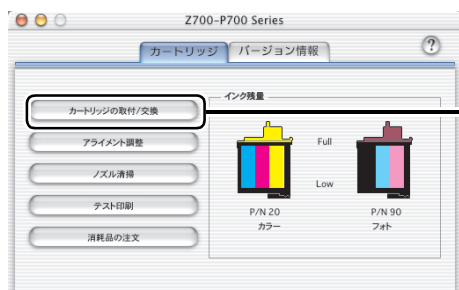 Z700-P700 Series
カートリッジ
バージョン情報
?
カートリッジの取付/交換
アライメント調整
ノズル清掃
テスト印刷
消耗品の注文
インク残量
Full
Low
P/N 20
カラー
P/N 90
フォト